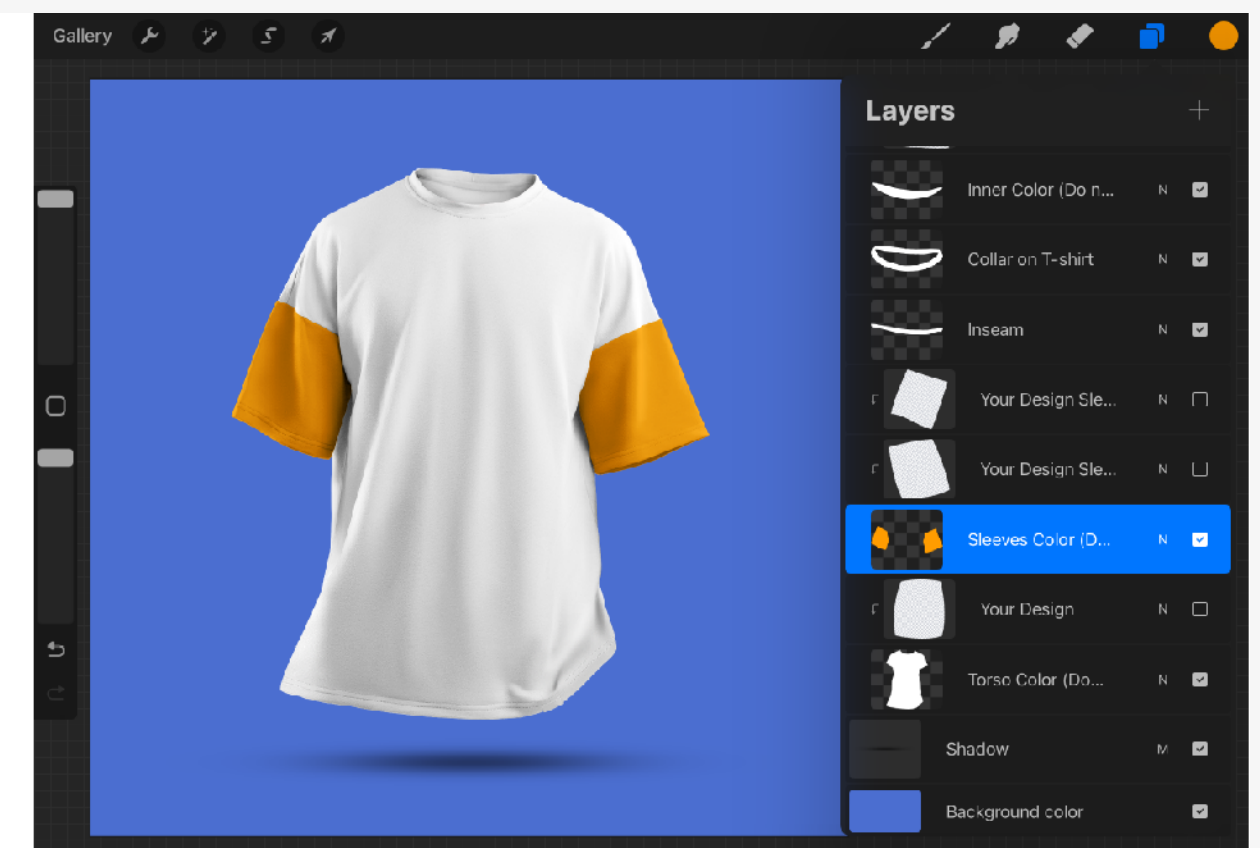 Gallery
Layers
Inner Color (Do n... N
Collar on T-shirt N
Inseam N
Your Design Sle... N
Your Design Sle... N
Sleeves Color (D... N
Your Design N
Torso Color (Do... N
Shadow M
Background color